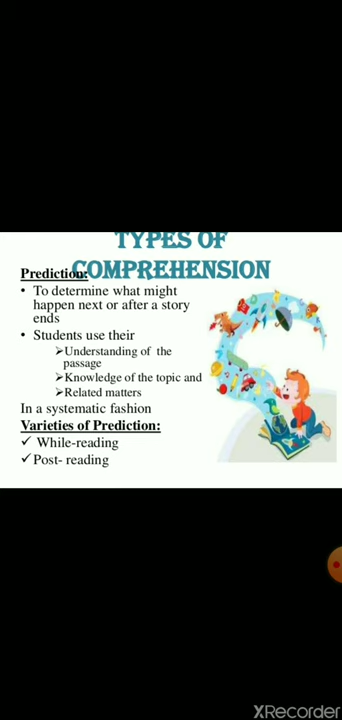 TYPES OF
COMPREHENSION
Prediction:
• To determine what might
happen next or after a story
ends
• Students use their
➢Understanding of the
passage
➢Knowledge of the topic and
➢Related matters
In a systematic fashion
Varieties of Prediction:
✓ While-reading
✓ Post- reading
XRecorder